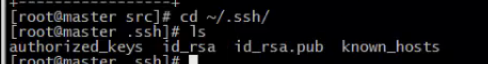 +-----------------+
[root@master src]# cd ~/.ssh/
[root@master .ssh]# ls
authorized_keys  id_rsa  id_rsa.pub  known_hosts
[root@master .ssh]#